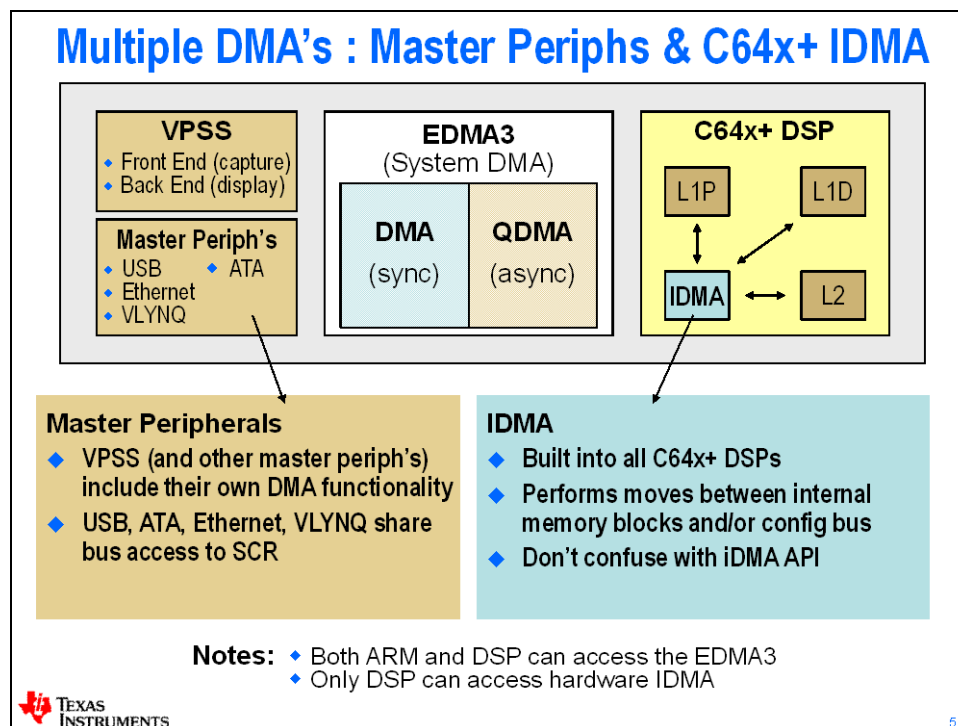 Multiple DMA's : Master Periphs & C64x+ IDMA
VPSS
◆ Front End (capture)
◆ Back End (display)
Master Periph's
◆ USB ◆ ATA
◆ Ethernet
◆ VLYNQ
EDMA3
(System DMA)
DMA
(sync)
QDMA
(async)
C64x+ DSP
L1P
L1D
IDMA
L2
Master Peripherals
◆ VPSS (and other master periph's)
include their own DMA functionality
◆ USB, ATA, Ethernet, VLYNQ share
bus access to SCR
IDMA
◆ Built into all C64x+ DSPs
◆ Performs moves between internal
memory blocks and/or config bus
◆ Don't confuse with iDMA API
Notes: ◆ Both ARM and DSP can access the EDMA3
◆ Only DSP can access hardware IDMA
TEXAS
INSTRUMENTS
5